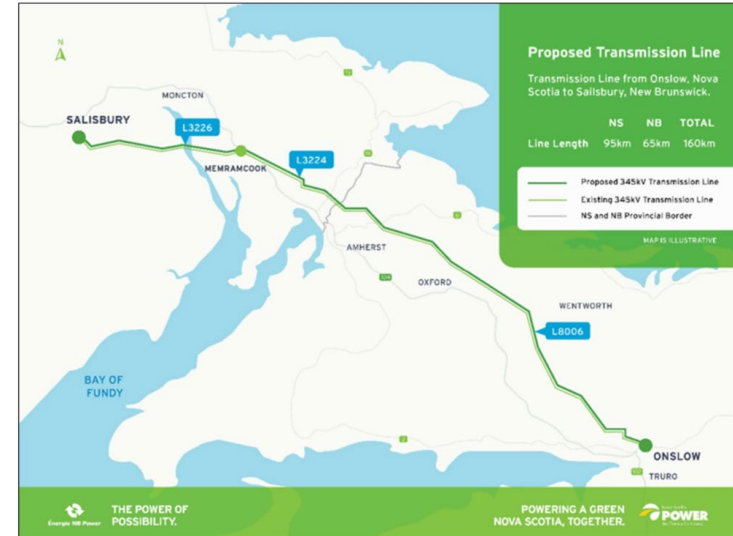 Proposed Transmission Line
Transmission Line from Onslow, Nova
Scotia to Sailsbury, New Brunswick.
NS NB TOTAL
Line Length 95km 65km 160km
Proposed 345kV Transmission Line
Existing 345kV Transmission Line
NS and NB Provincial Border
MAP IS ILLUSTRATIVE
N
MONCTON
SALISBURY
L3226
L3224
MEMRAMCOOK
AMHERST
OXFORD
WENTWORTH
L8006
BAY OF
FUNDY
ONSLOW
TRURO
Énergie NB Power
THE POWER OF
POSSIBILITY.
POWERING A GREEN
NOVA SCOTIA, TOGETHER.
POWER